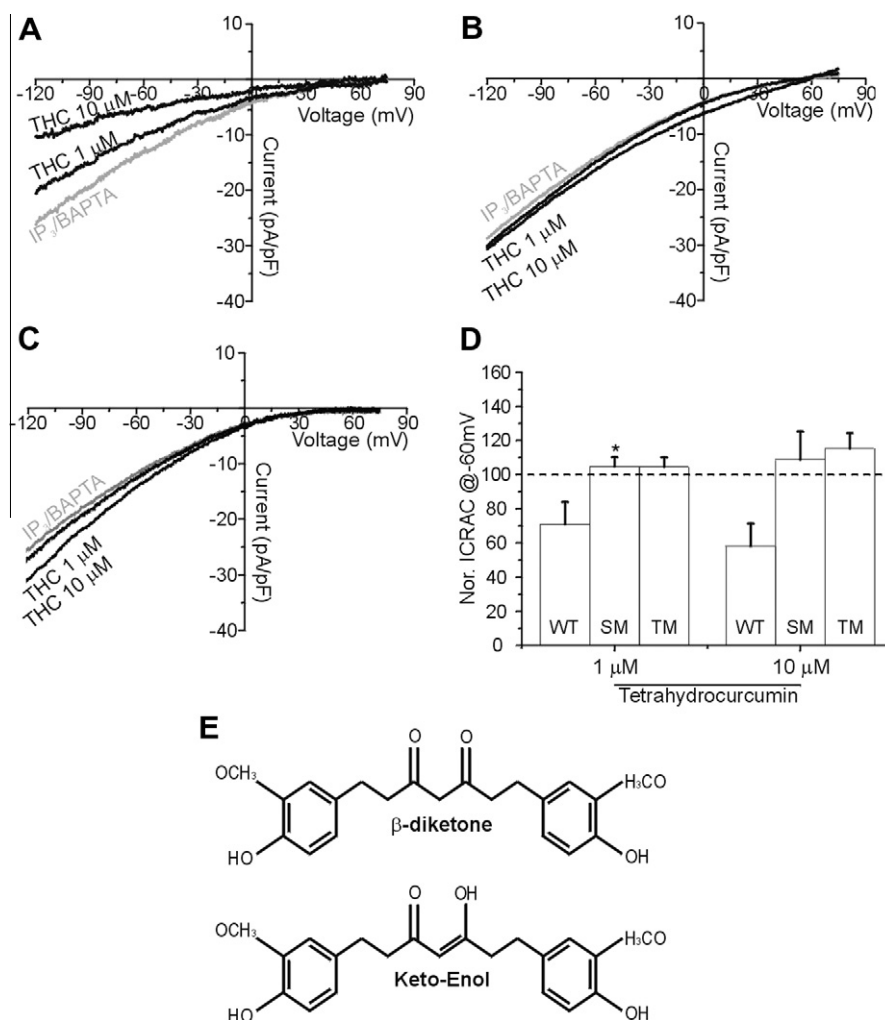 A
10
-120 -90 -60 -30 0 30 60 90
Voltage (mV)
THC 10 μM
THC 1 μM
IP3/BAPTA
-10
-20
-30
-40
Current (pA/pF)
B
10
-120 -90 -60 -30 0 30 60 90
Voltage (mV)
IP3/BAPTA
THC 1 μM
THC 10 μM
-10
-20
-30
-40
Current (pA/pF)
C
10
-120 -90 -60 -30 0 30 60 90
Voltage (mV)
IP3/BAPTA
THC 1 μM
THC 10 μM
-10
-20
-30
-40
Current (pA/pF)
D
Nor. ICRAC @-60mV
160
140
120
100
80
60
40
20
0
*
WT SM TM WT SM TM
1 μM 10 μM
Tetrahydrocurcumin
E
O O
OCH3 H3CO
β-diketone
HO OH
O OH
OCH3 H3CO
Keto-Enol
HO OH